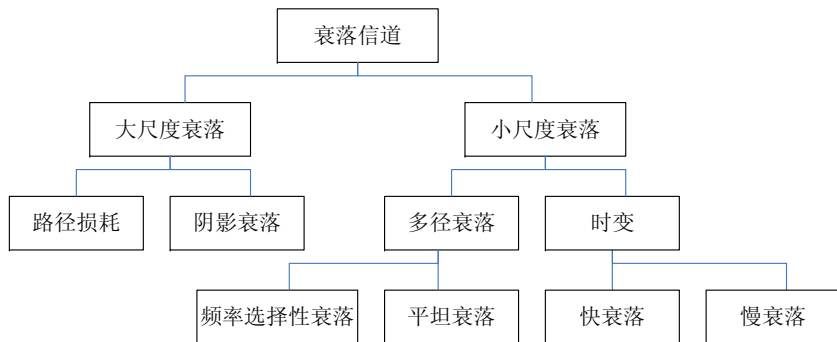 衰落信道
大尺度衰落
小尺度衰落
路径损耗
阴影衰落
多径衰落
时变
频率选择性衰落
平坦衰落
快衰落
慢衰落